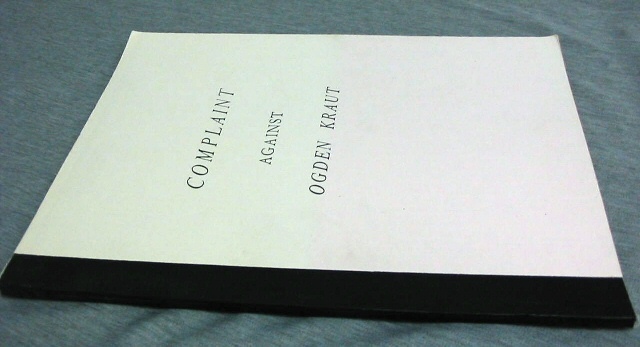 COMPLAINT
AGAINST
OGDEN KRAUT